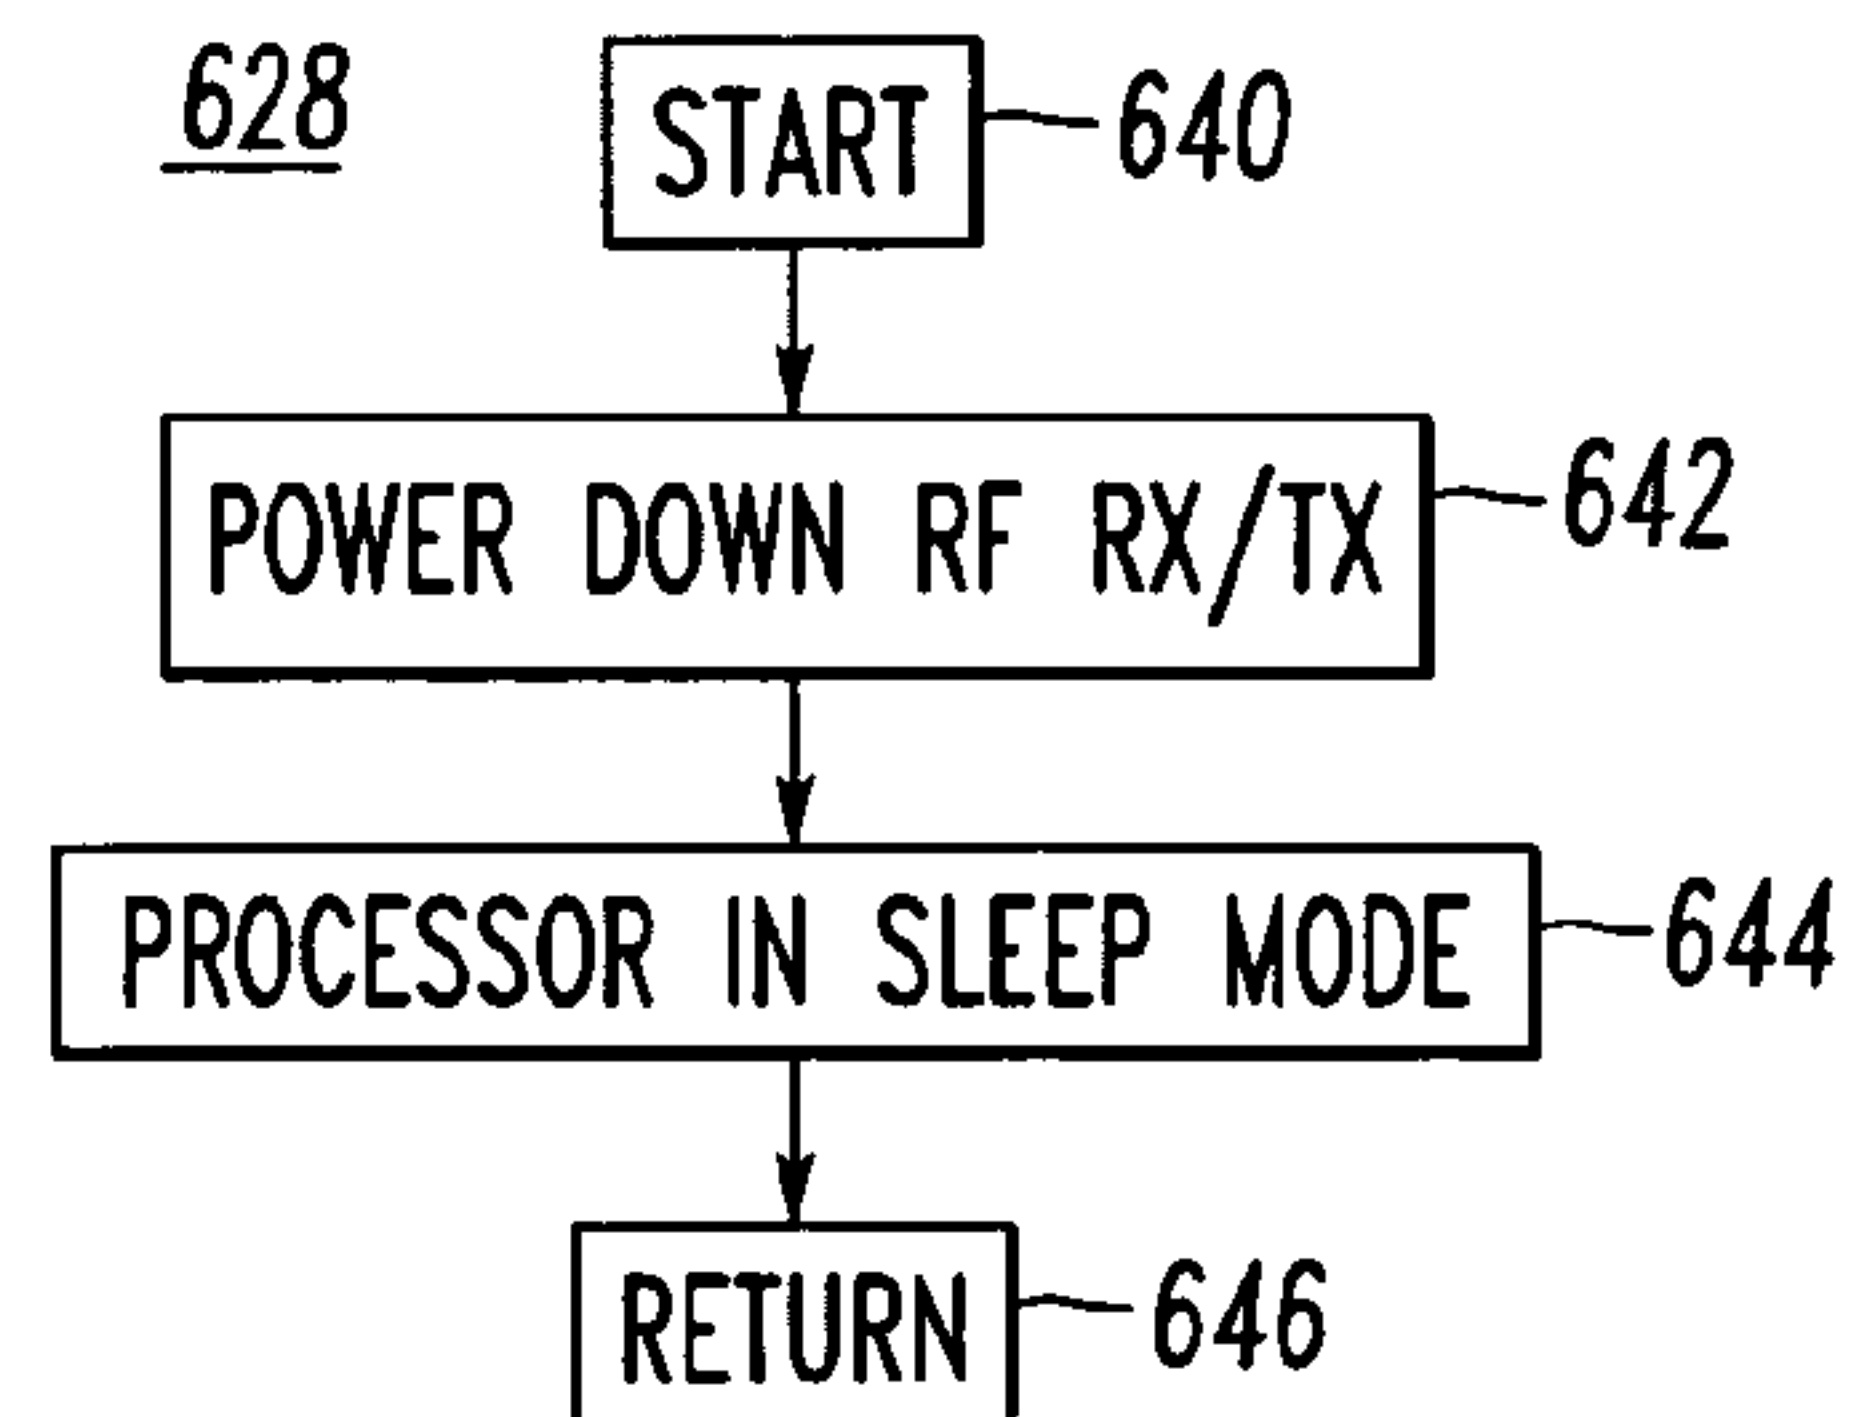 628
START
640
POWER DOWN RF RX/TX
642
PROCESSOR IN SLEEP MODE
644
RETURN
646